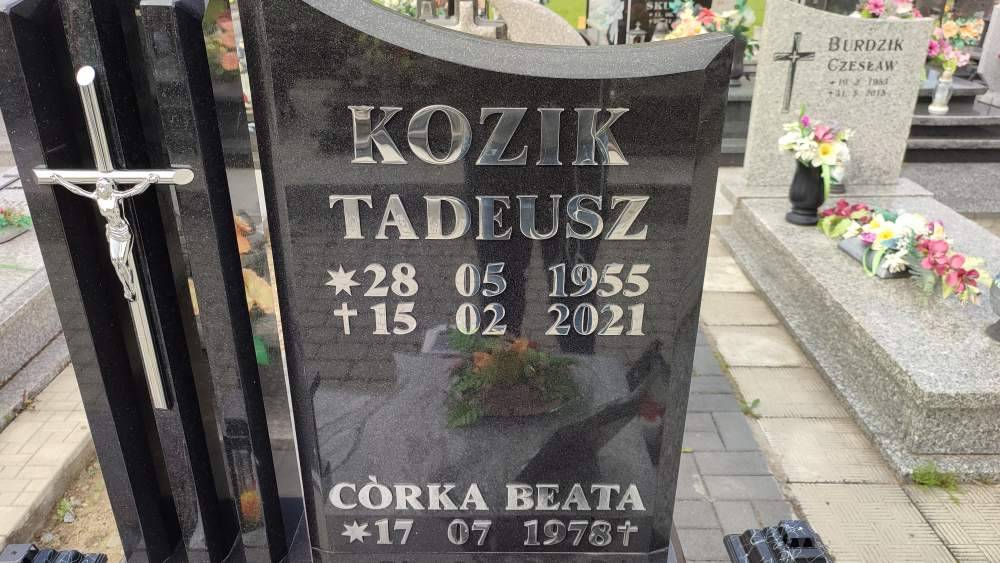 KOZIK
TADEUSZ
✷28 05 1955
✝15 02 2021
CÒRKA BEATA
✷17 07 1978✝
BURDZIK
CZESŁAW